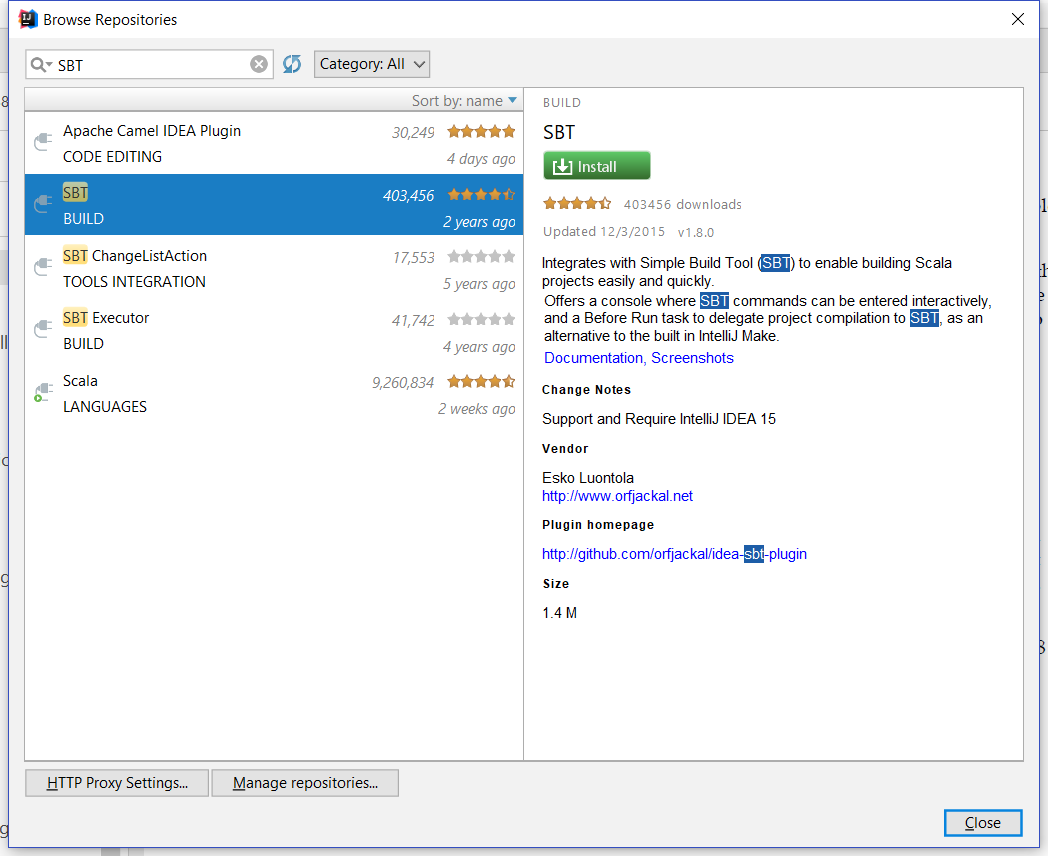 Browse Repositories
SBT
Category: All
Sort by: name
Apache Camel IDEA Plugin 30,249
CODE EDITING 4 days ago
SBT 403,456
BUILD 2 years ago
SBT ChangeListAction 17,553
TOOLS INTEGRATION 5 years ago
SBT Executor 41,742
BUILD 4 years ago
Scala 9,260,834
LANGUAGES 2 weeks ago
BUILD
SBT
Install
403456 downloads
Updated 12/3/2015 v1.8.0
Integrates with Simple Build Tool (SBT) to enable building Scala
projects easily and quickly.
Offers a console where SBT commands can be entered interactively,
and a Before Run task to delegate project compilation to SBT, as an
alternative to the built in IntelliJ Make.
Documentation, Screenshots
Change Notes
Support and Require IntelliJ IDEA 15
Vendor
Esko Luontola
http://www.orfjackal.net
Plugin homepage
http://github.com/orfjackal/idea-sbt-plugin
Size
1.4 M
HTTP Proxy Settings...
Manage repositories...
Close